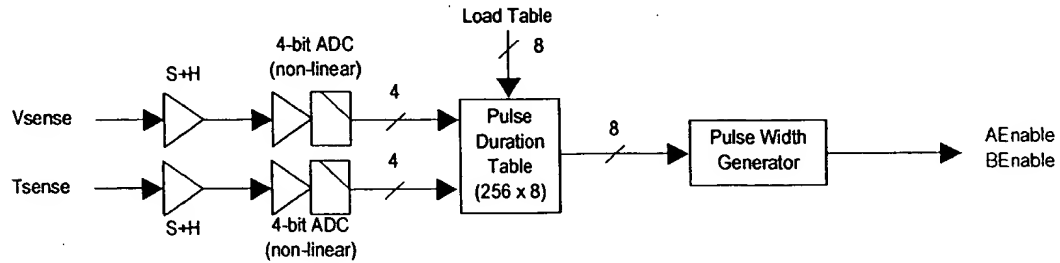 Load Table
8
4-bit ADC
(non-linear)
S+H
4
Vsense
Pulse
Duration
Table
(256 x 8)
8
Pulse Width
Generator
AEnable
BEnable
4
Tsense
S+H
4-bit ADC
(non-linear)